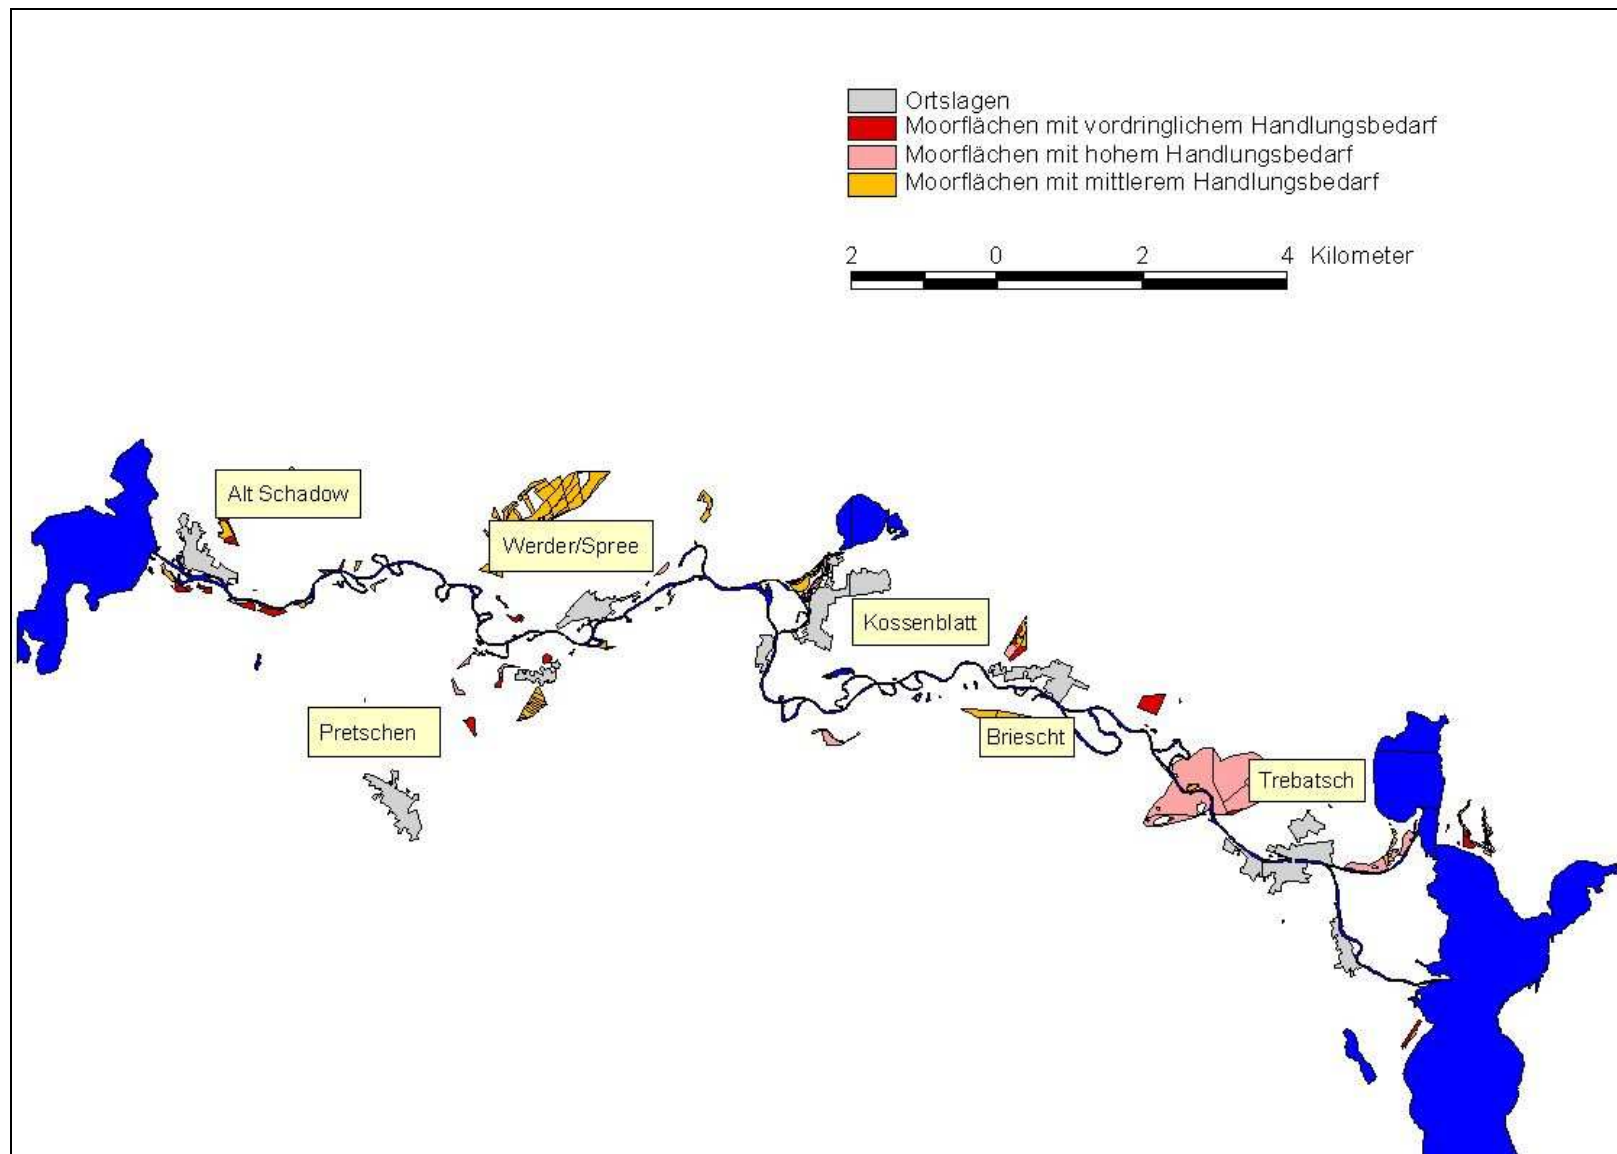 Ortslagen
Moorflächen mit vordringlichem Handlungsbedarf
Moorflächen mit hohem Handlungsbedarf
Moorflächen mit mittlerem Handlungsbedarf
2 0 2 4 Kilometer
Alt Schadow
Werder/Spree
Kossenblatt
Pretschen
Briescht
Trebatsch